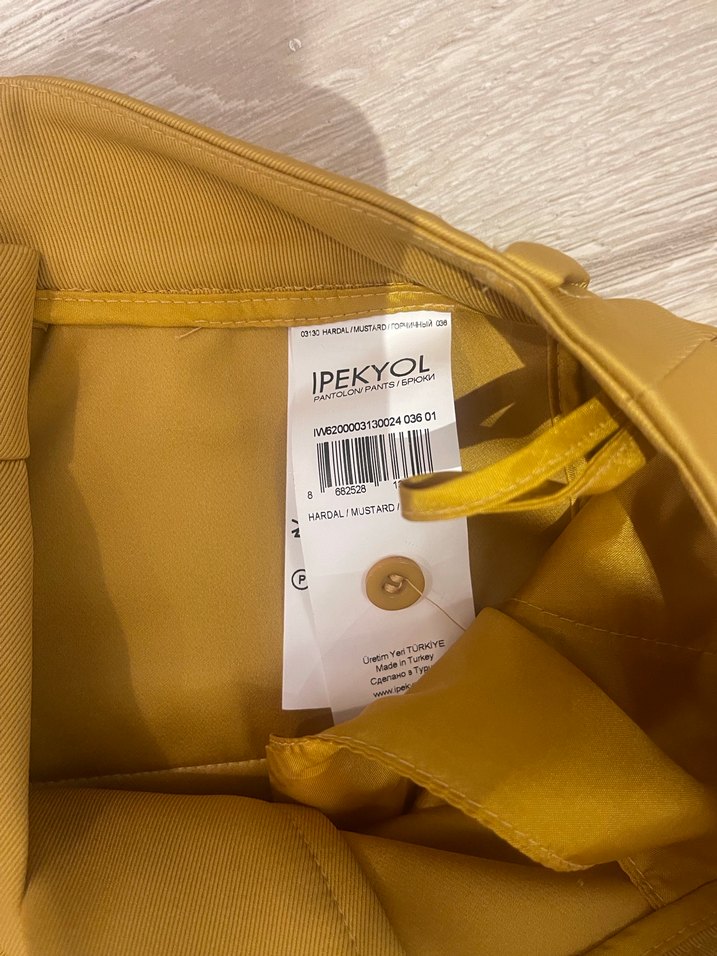 03130 HARDAL / MUSTARD / ГОРЧИЧНЫЙ 036
IPEKYOL
PANTOLON/ PANTS / БРЮКИ
IW6200003130024 036 01
8 682528
HARDAL / MUSTARD /
P
Üretim Yeri TÜRKİYE
Made in Turkey
Сделано в